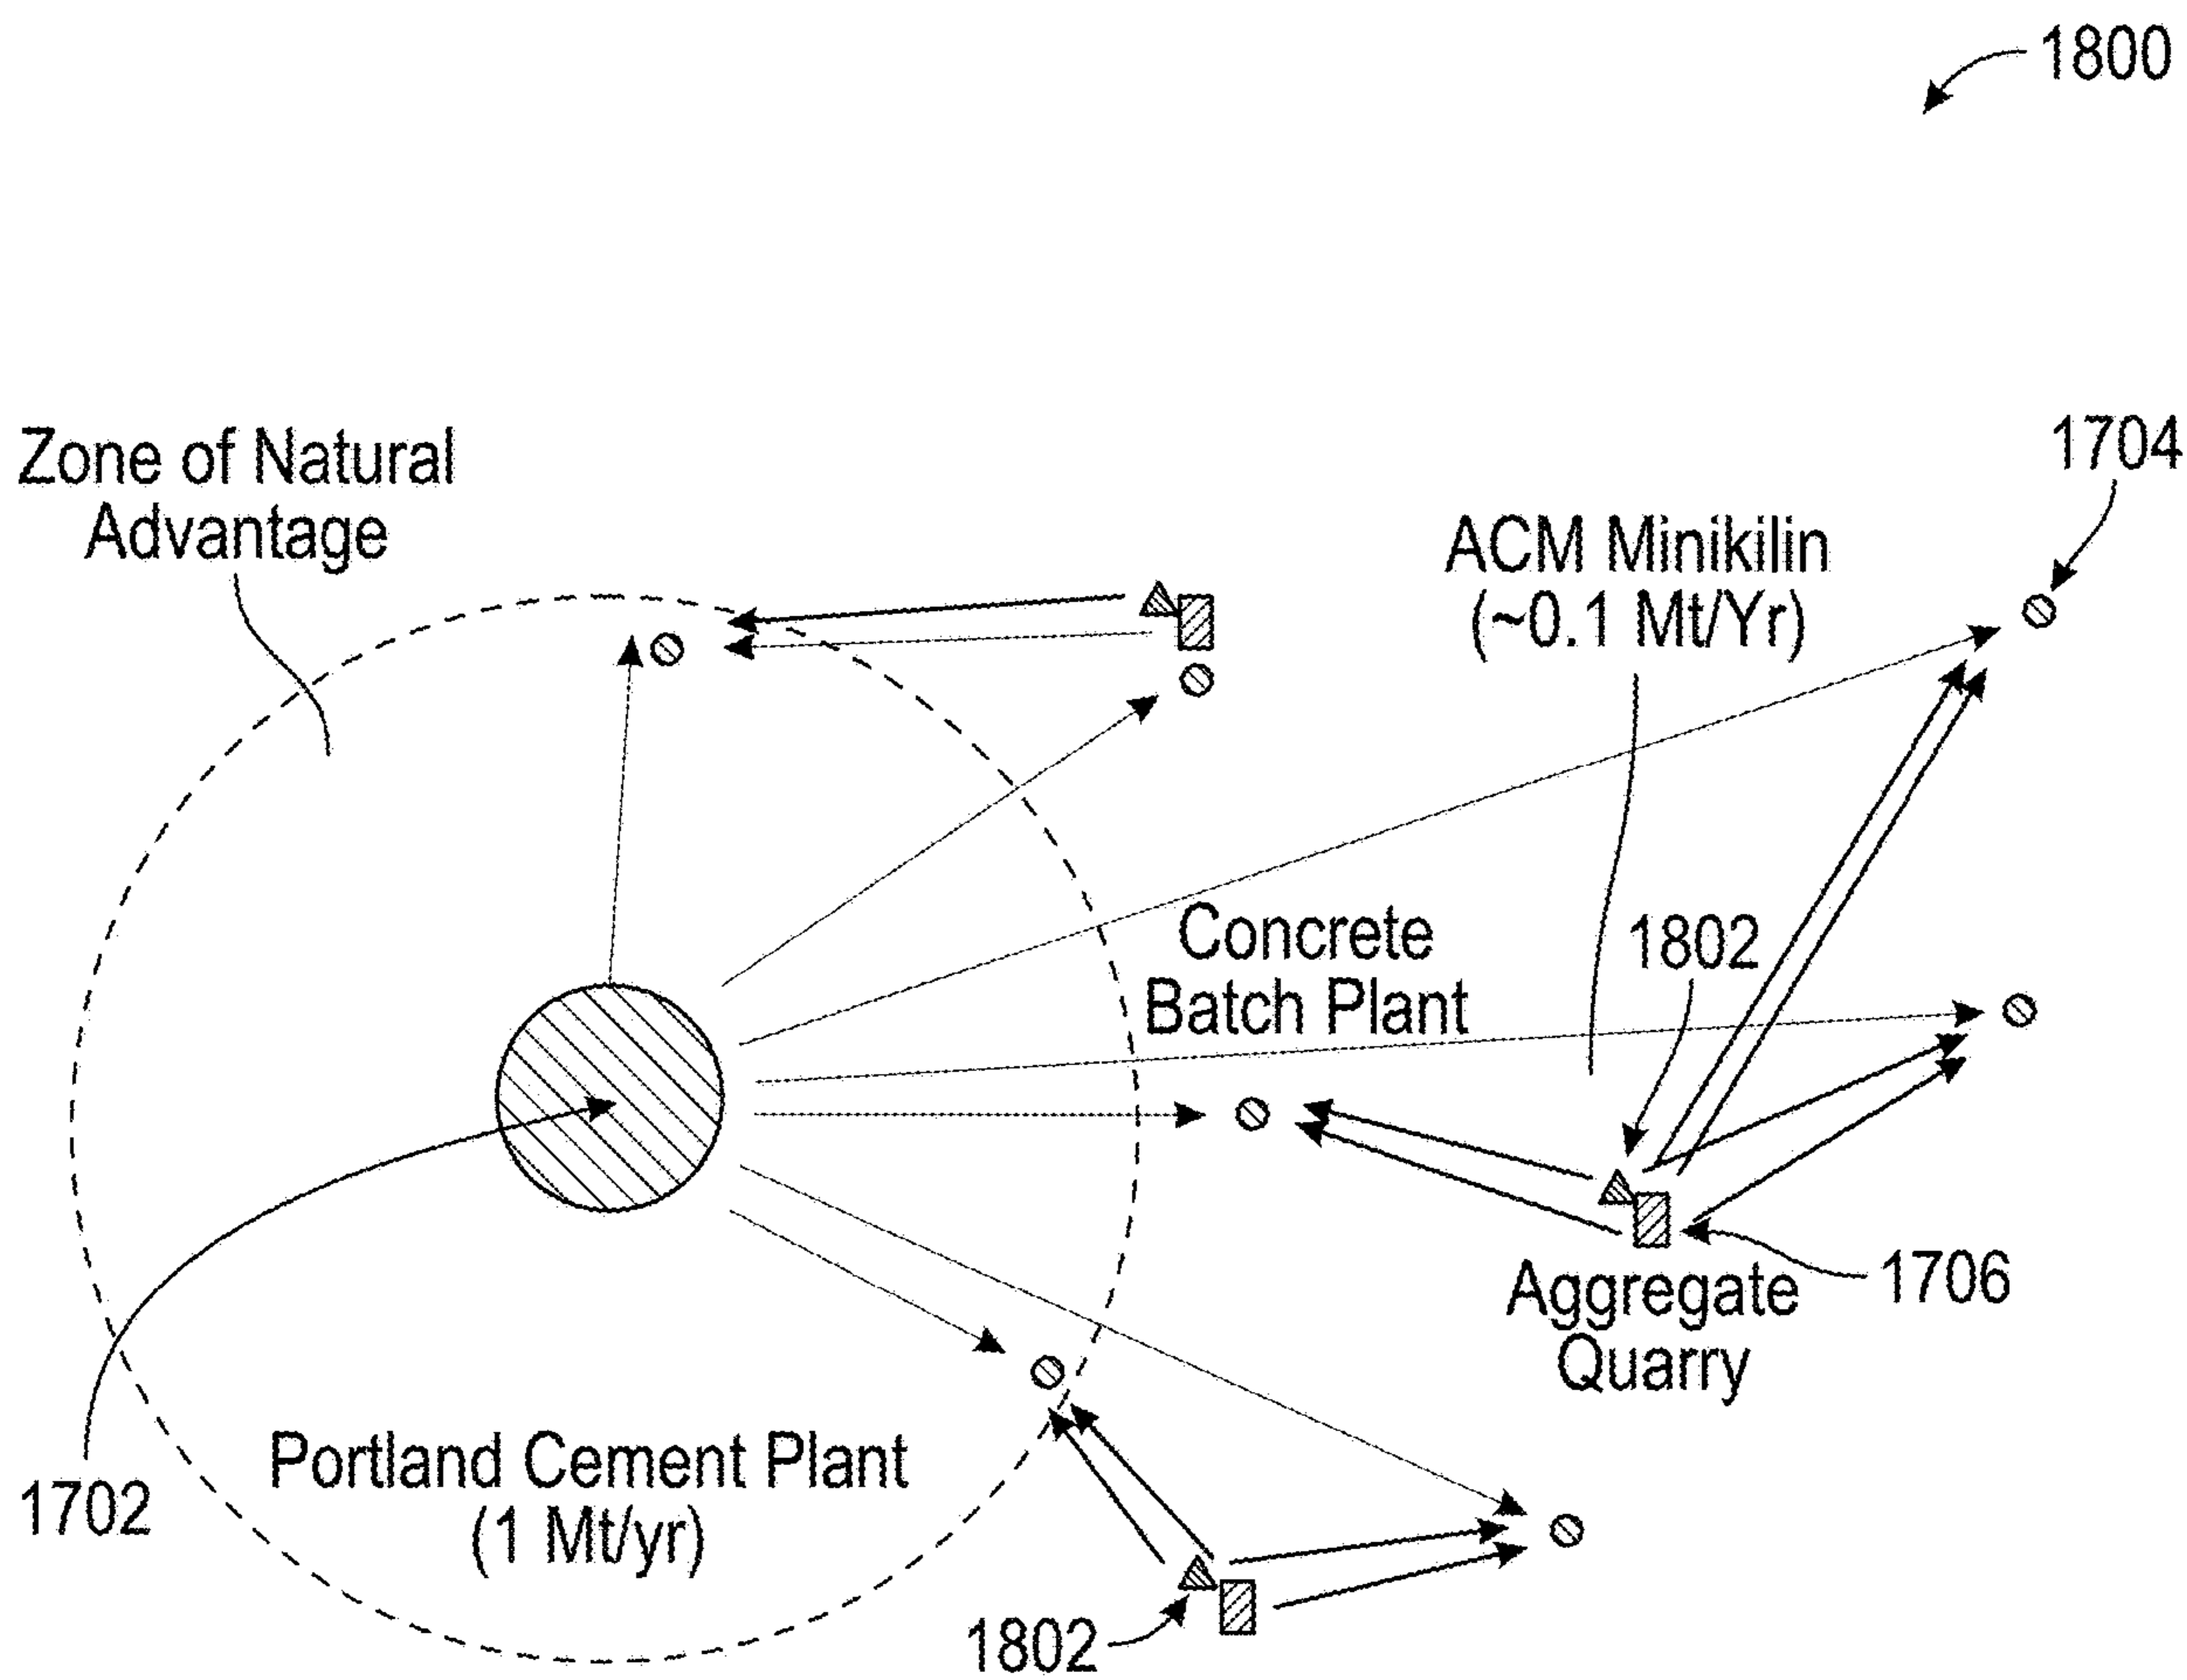 1800
1704
Zone of Natural
Advantage
ACM Minikilin
(~0.1 Mt/Yr)
Concrete
Batch Plant
1802
1706
Aggregate
Quarry
Portland Cement Plant
(1 Mt/yr)
1702
1802